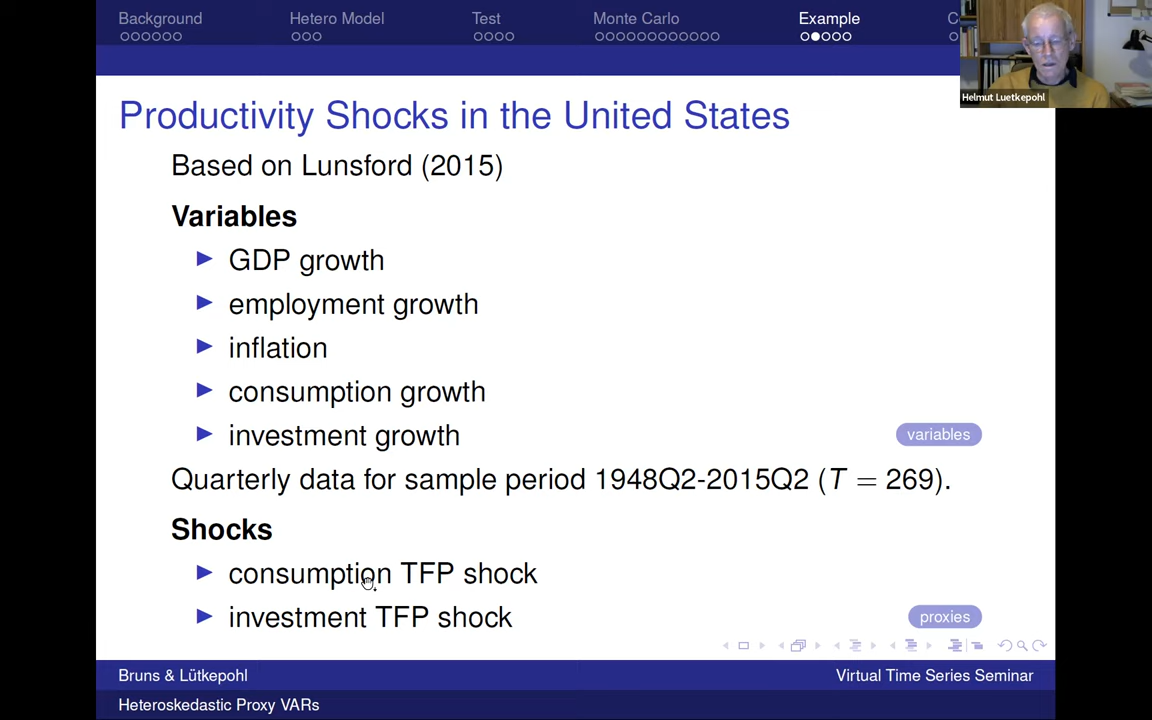 Background Hetero Model Test Monte Carlo Example C
Helmut Luetkepohl
Productivity Shocks in the United States
Based on Lunsford (2015)
Variables
GDP growth
employment growth
inflation
consumption growth
investment growth
variables
Quarterly data for sample period 1948Q2-2015Q2 (T = 269).
Shocks
consumption TFP shock
investment TFP shock
proxies
Bruns & Lütkepohl Virtual Time Series Seminar
Heteroskedastic Proxy VARs